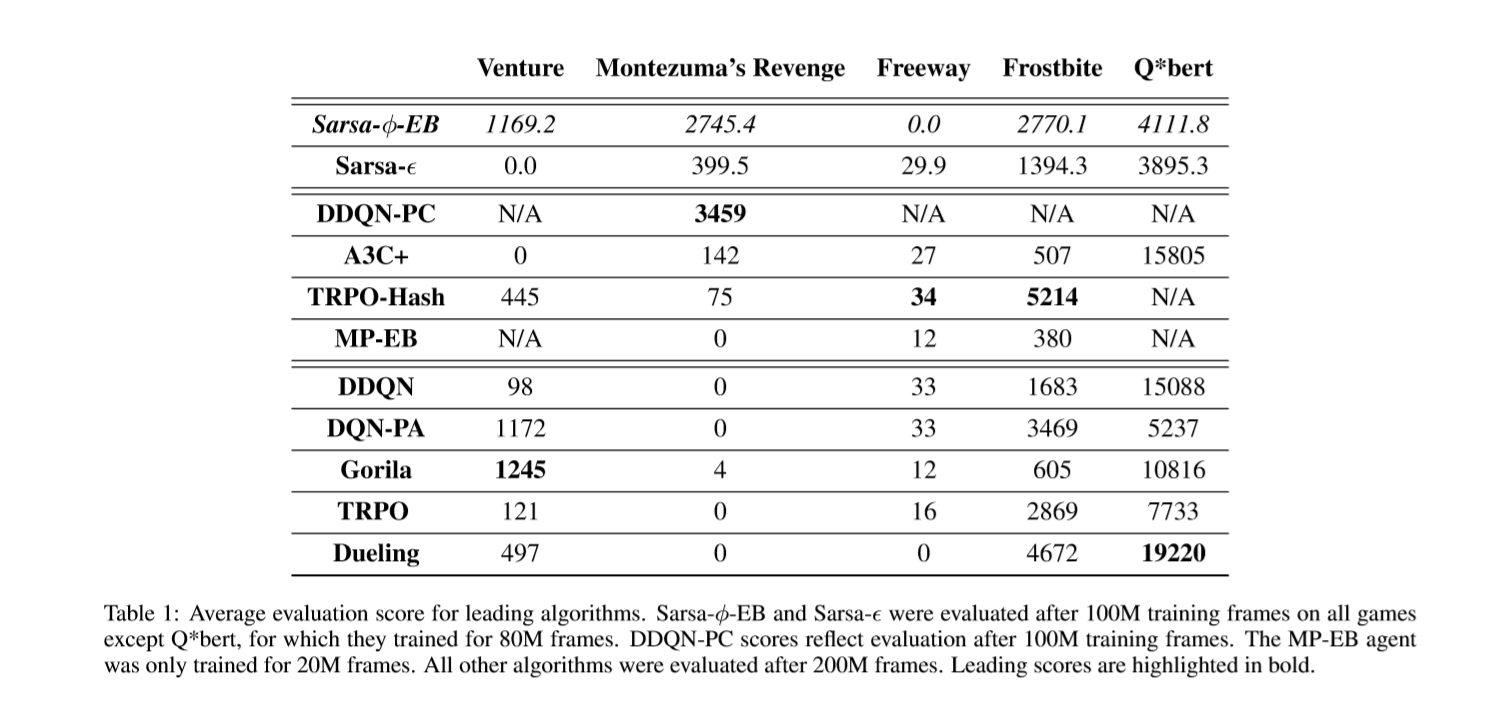 Venture Montezuma's Revenge Freeway Frostbite Q*bert
Sarsa-ϕ-EB 1169.2 2745.4 0.0 2770.1 4111.8
Sarsa-ϵ 0.0 399.5 29.9 1394.3 3895.3
DDQN-PC N/A 3459 N/A N/A N/A
A3C+ 0 142 27 507 15805
TRPO-Hash 445 75 34 5214 N/A
MP-EB N/A 0 12 380 N/A
DDQN 98 0 33 1683 15088
DQN-PA 1172 0 33 3469 5237
Gorila 1245 4 12 605 10816
TRPO 121 0 16 2869 7733
Dueling 497 0 0 4672 19220
Table 1: Average evaluation score for leading algorithms. Sarsa-ϕ-EB and Sarsa-ϵ were evaluated after 100M training frames on all games
except Q*bert, for which they trained for 80M frames. DDQN-PC scores reflect evaluation after 100M training frames. The MP-EB agent
was only trained for 20M frames. All other algorithms were evaluated after 200M frames. Leading scores are highlighted in bold.